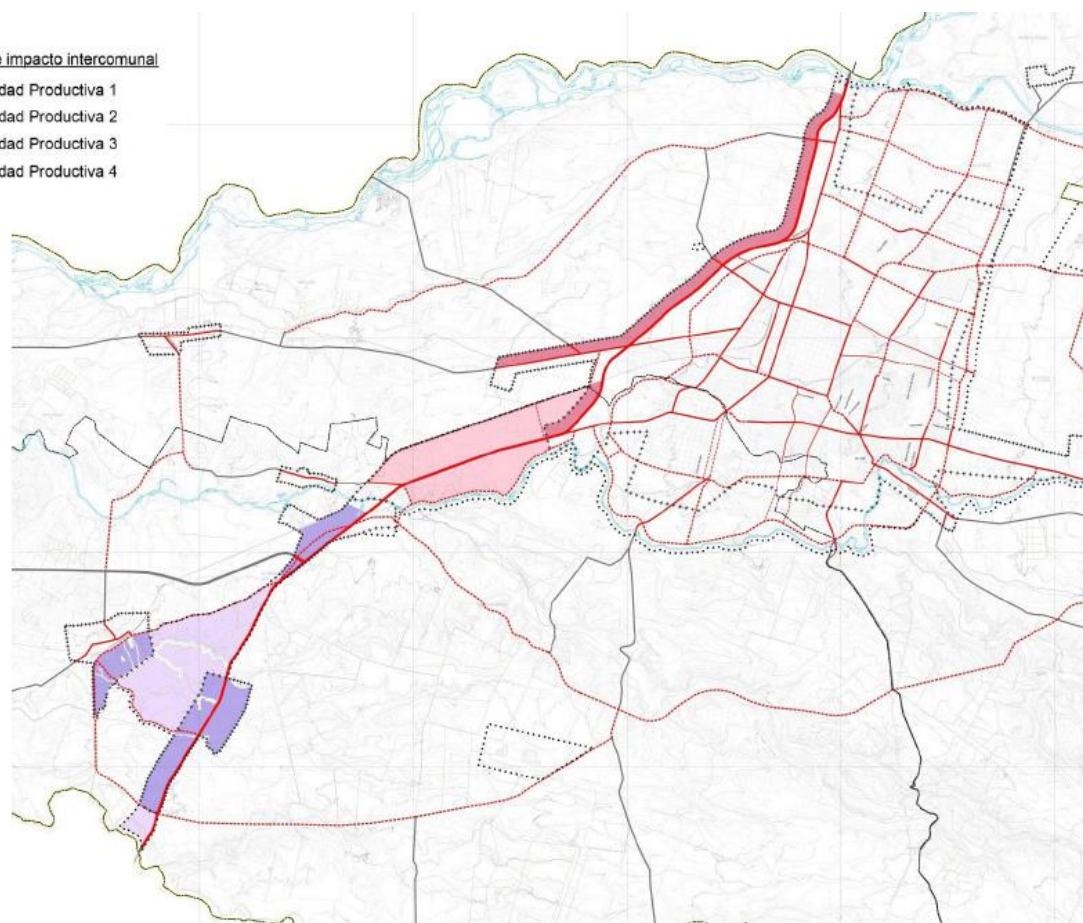 e impacto intercomunal
dad Productiva 1
dad Productiva 2
dad Productiva 3
dad Productiva 4